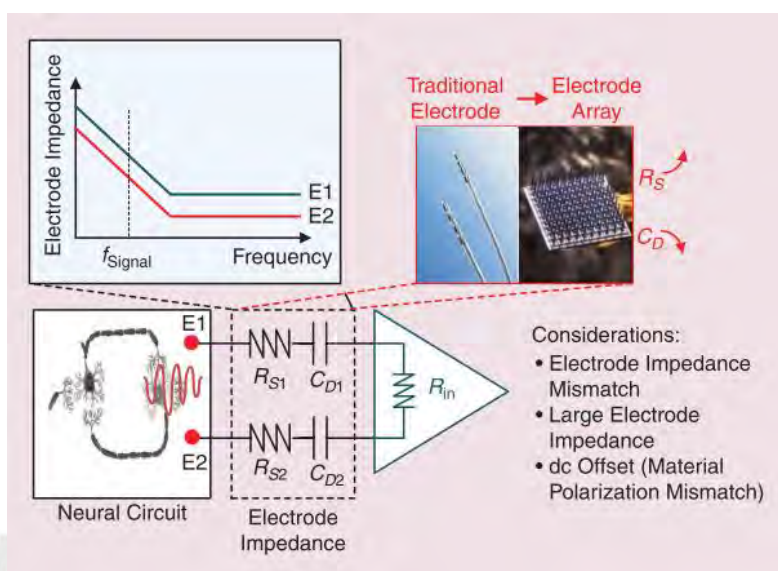 Electrode Impedance
E1
E2
fSignal
Frequency
Traditional
Electrode
Electrode
Array
RS
CD
E1
E2
RS1
CD1
RS2
CD2
Rin
Neural Circuit
Electrode
Impedance
Considerations:
• Electrode Impedance
Mismatch
• Large Electrode
Impedance
• dc Offset (Material
Polarization Mismatch)